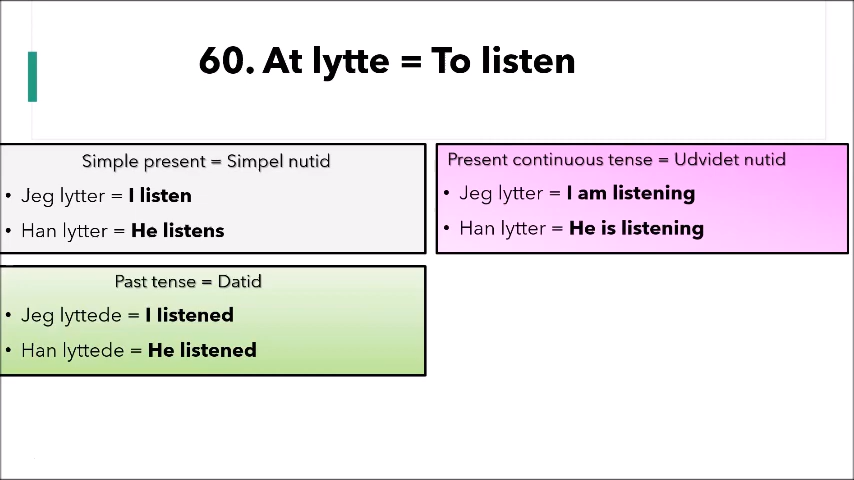 60. At lytte = To listen
Simple present = Simpel nutid
• Jeg lytter = I listen
• Han lytter = He listens
Present continuous tense = Udvidet nutid
• Jeg lytter = I am listening
• Han lytter = He is listening
Past tense = Datid
• Jeg lyttede = I listened
• Han lyttede = He listened